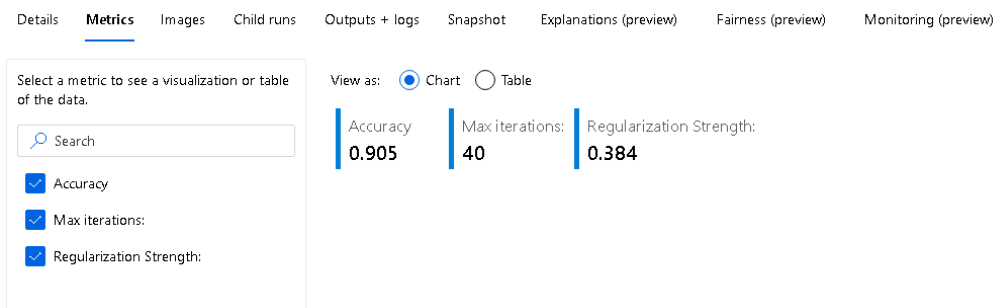 Details Metrics Images Child runs Outputs + logs Snapshot Explanations (preview) Fairness (preview) Monitoring (preview)
Select a metric to see a visualization or table
of the data.
Search
Accuracy
Max iterations:
Regularization Strength:
View as: Chart Table
Accuracy Max iterations: Regularization Strength:
0.905 40 0.384